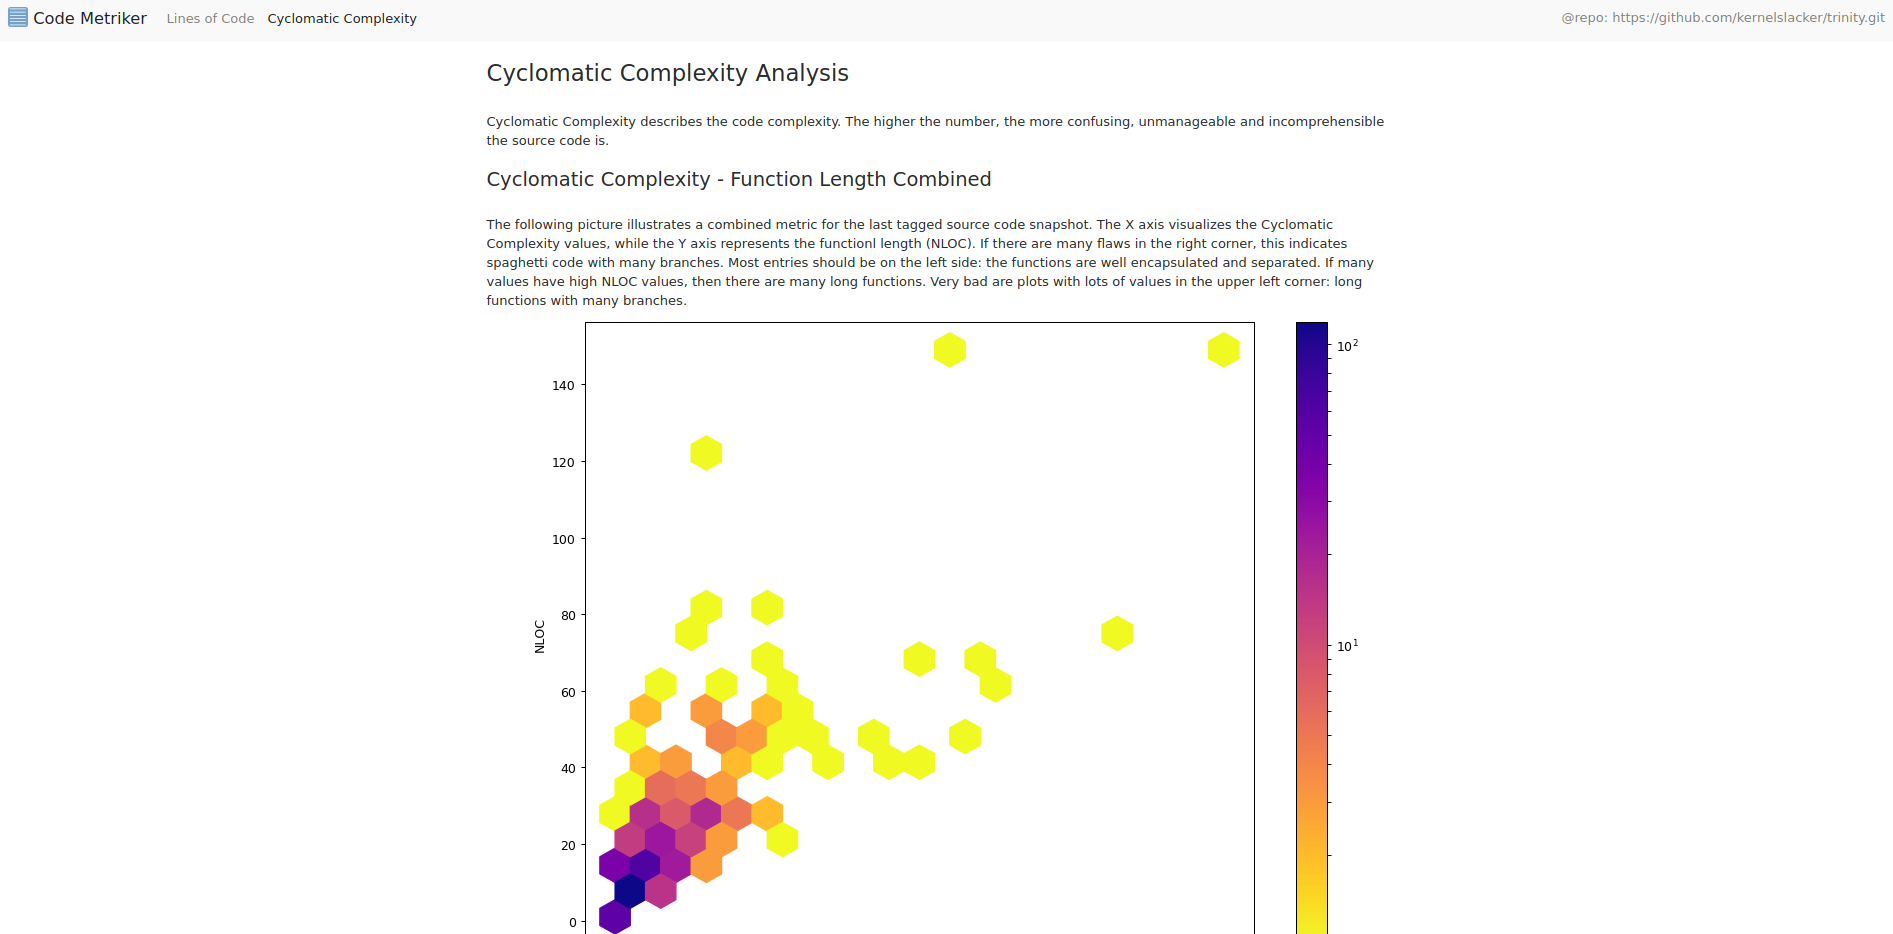 Code Metriker Lines of Code Cyclomatic Complexity @repo: https://github.com/kernelslacker/trinity.git
Cyclomatic Complexity Analysis
Cyclomatic Complexity describes the code complexity. The higher the number, the more confusing, unmanageable and incomprehensible
the source code is.
Cyclomatic Complexity - Function Length Combined
The following picture illustrates a combined metric for the last tagged source code snapshot. The X axis visualizes the Cyclomatic
Complexity values, while the Y axis represents the functionl length (NLOC). If there are many flaws in the right corner, this indicates
spaghetti code with many branches. Most entries should be on the left side: the functions are well encapsulated and separated. If many
values have high NLOC values, then there are many long functions. Very bad are plots with lots of values in the upper left corner: long
functions with many branches.
10²
140
120
100
80
NLOC
10¹
60
40
20
0